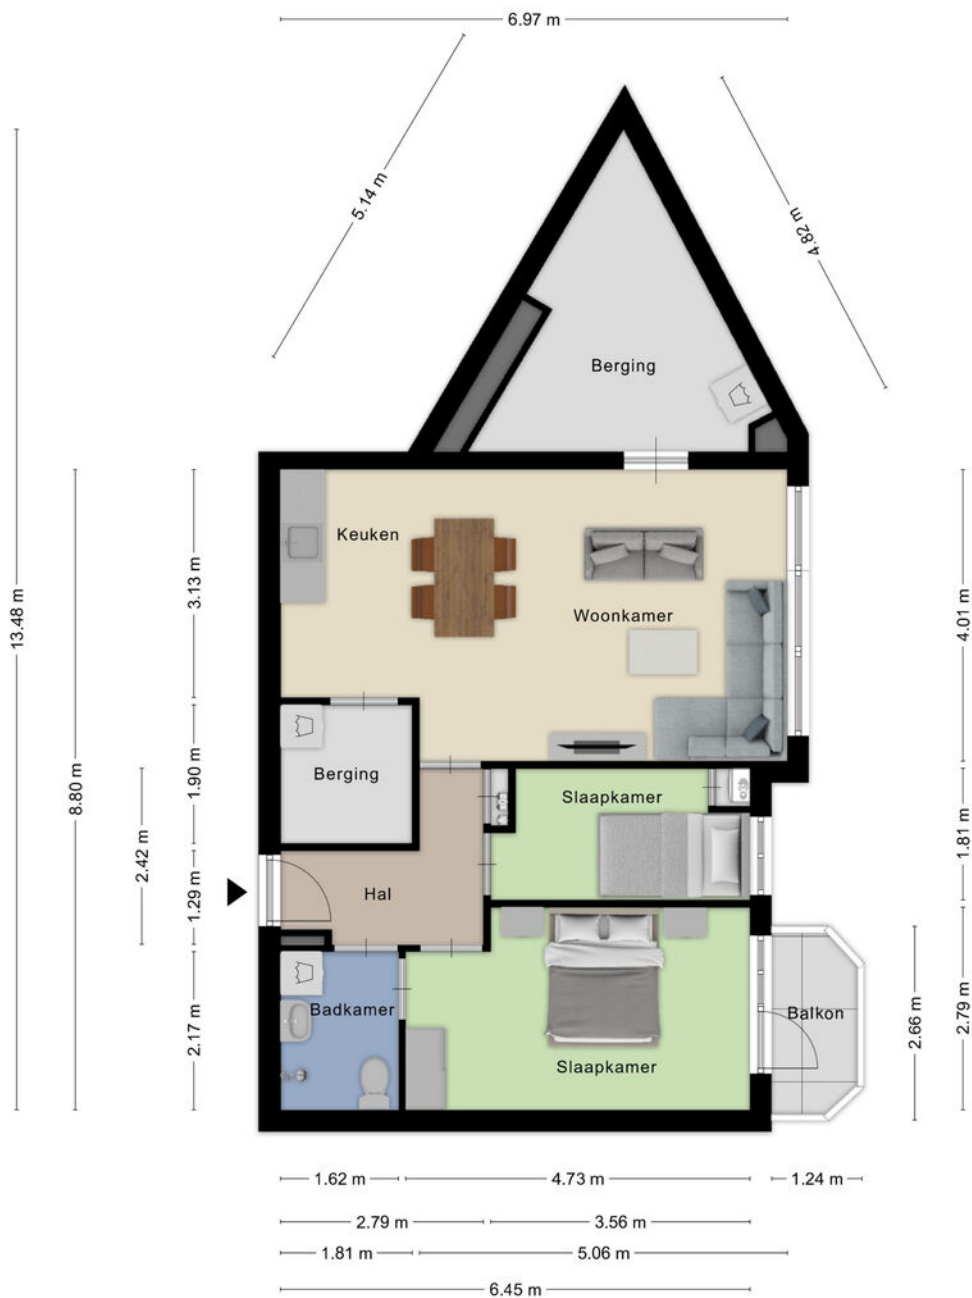 6.97 m
5.14 m
4.82 m
Berging
Keuken
Woonkamer
3.13 m
4.01 m
13.48 m
8.80 m
Berging
1.90 m
2.42 m
Slaapkamer
1.81 m
Hal
1.29 m
Badkamer
2.17 m
Slaapkamer
Balkon
2.66 m
2.79 m
1.62 m
4.73 m
1.24 m
2.79 m
3.56 m
1.81 m
5.06 m
6.45 m